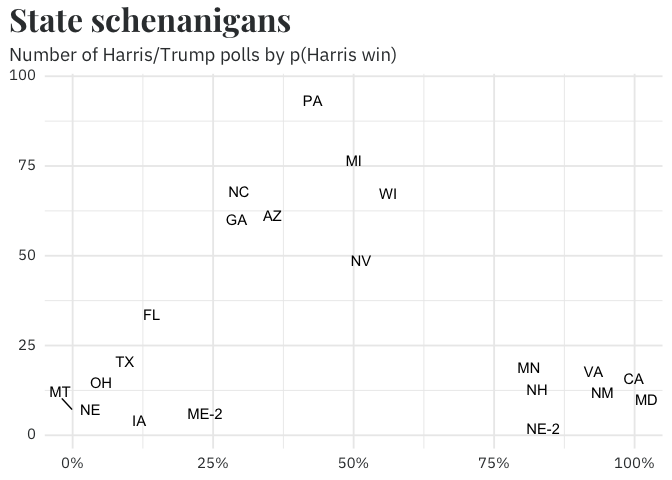 State schenanigans
Number of Harris/Trump polls by p(Harris win)
100
PA
MI
75
NC
WI
GA
AZ
50
NV
FL
25
TX
MN
VA
CA
OH
NH
NM
MT
MD
NE
ME-2
IA
NE-2
0
0%
25%
50%
75%
100%